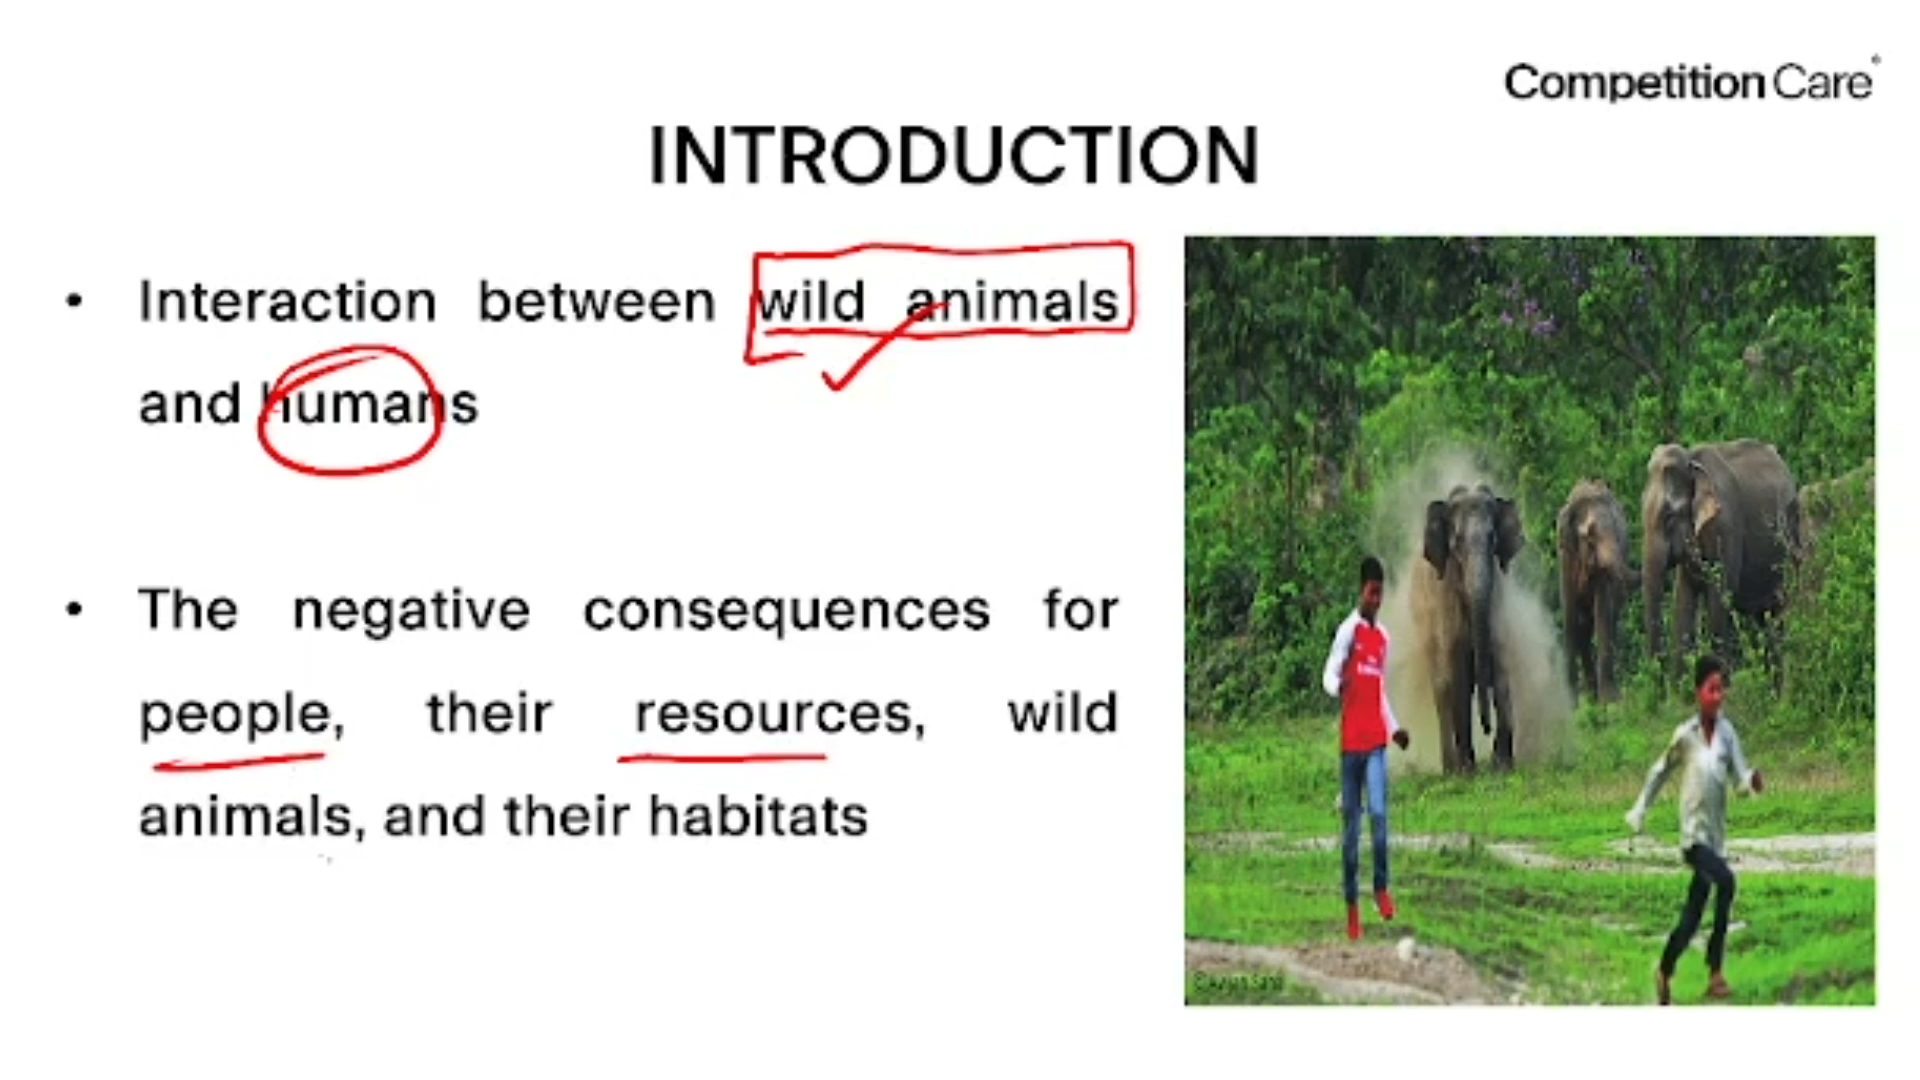 Competition Care
INTRODUCTION
• Interaction between wild animals
and humans
• The negative consequences for
people, their resources, wild
animals, and their habitats